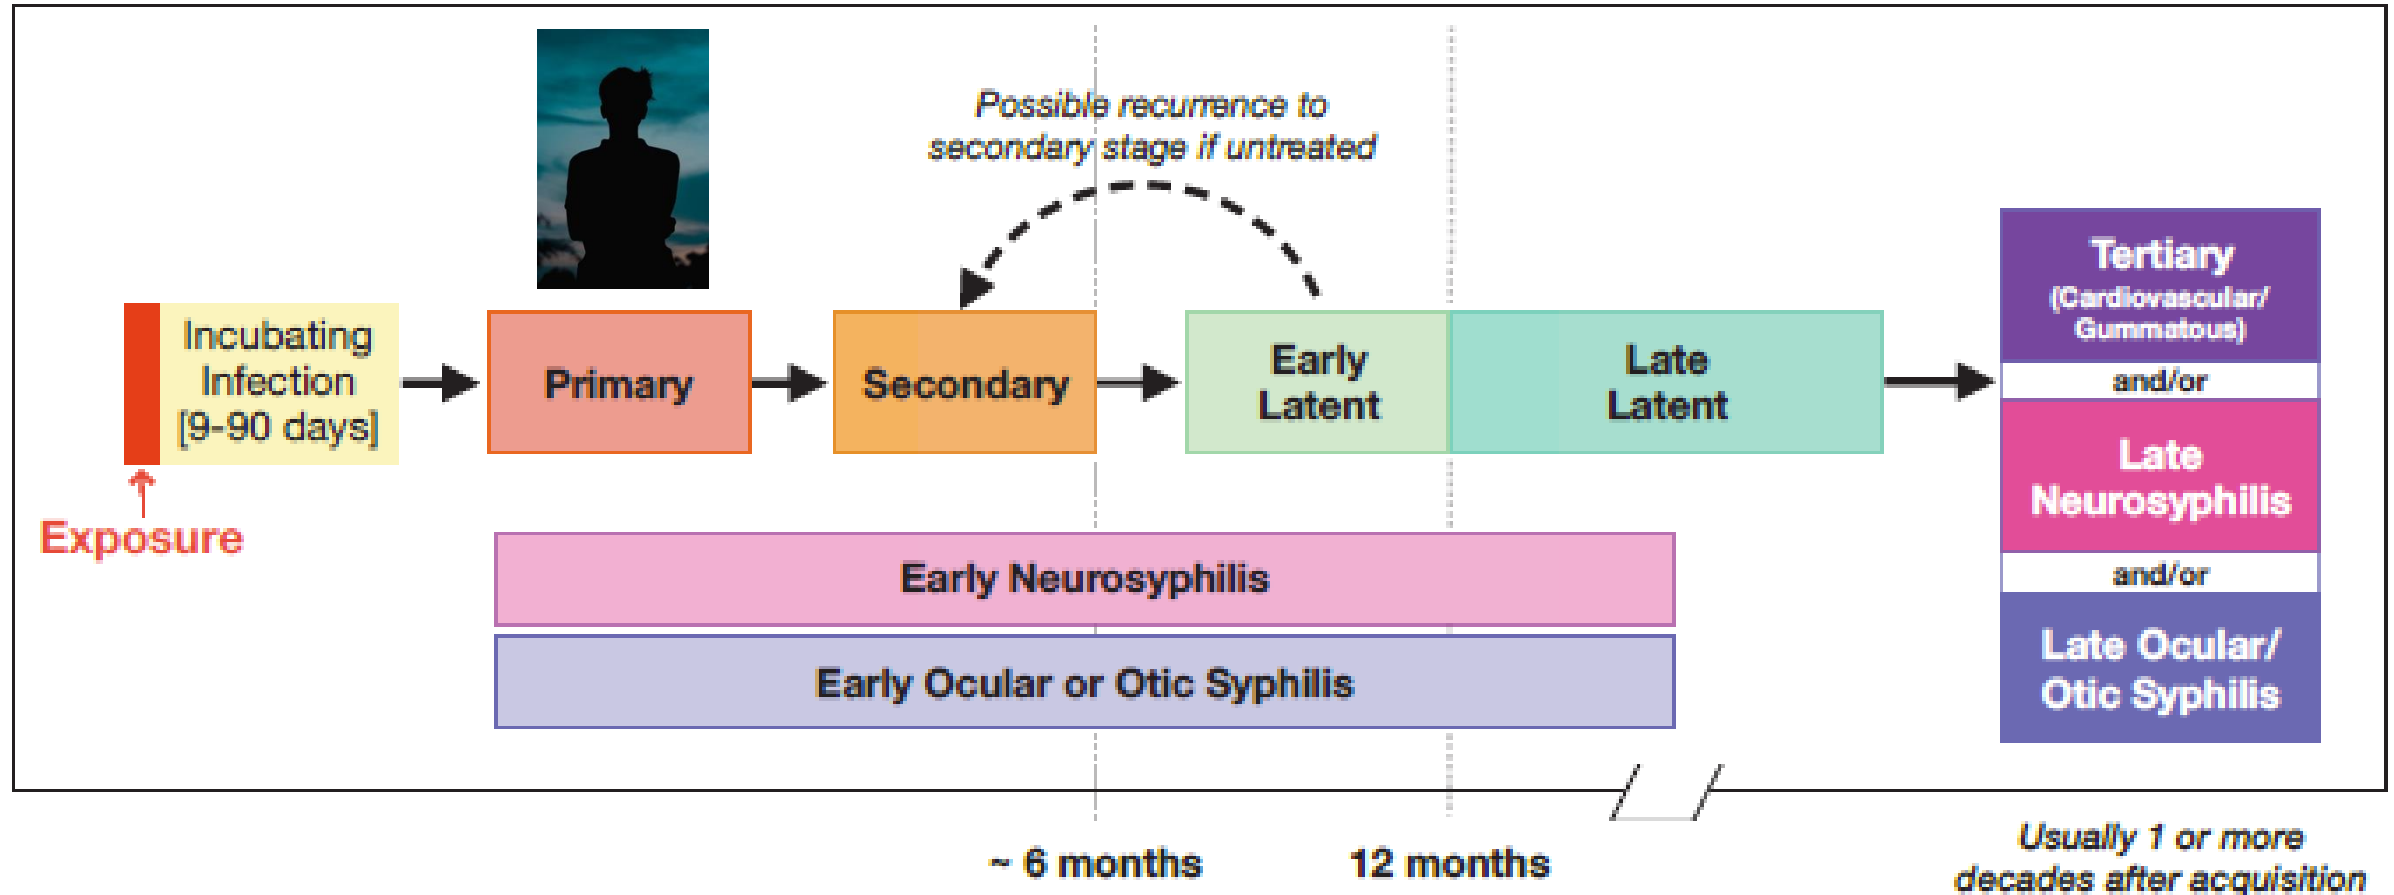 Possible recurrence to
secondary stage if untreated
Incubating
Infection
[9-90 days]
Exposure
Primary
Secondary
Early
Latent
Late
Latent
Tertiary
(Cardiovascular/
Gummatous)
and/or
Late
Neurosyphilis
and/or
Late Ocular/
Otic Syphilis
Early Neurosyphilis
Early Ocular or Otic Syphilis
~ 6 months
12 months
Usually 1 or more
decades after acquisition